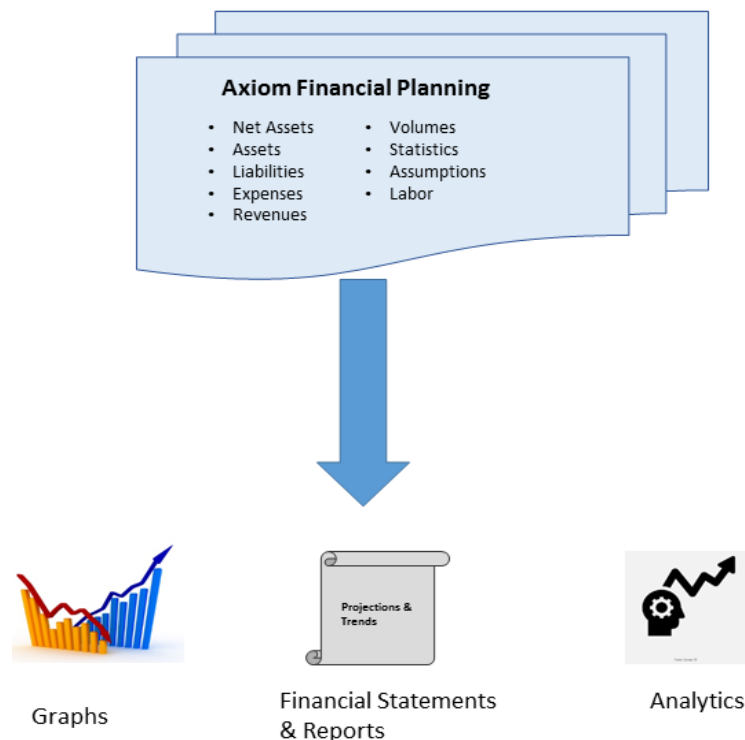 Axiom Financial Planning
• Net Assets
• Assets
• Liabilities
• Expenses
• Revenues
• Volumes
• Statistics
• Assumptions
• Labor
Projections &
Trends
Graphs
Financial Statements
& Reports
Analytics